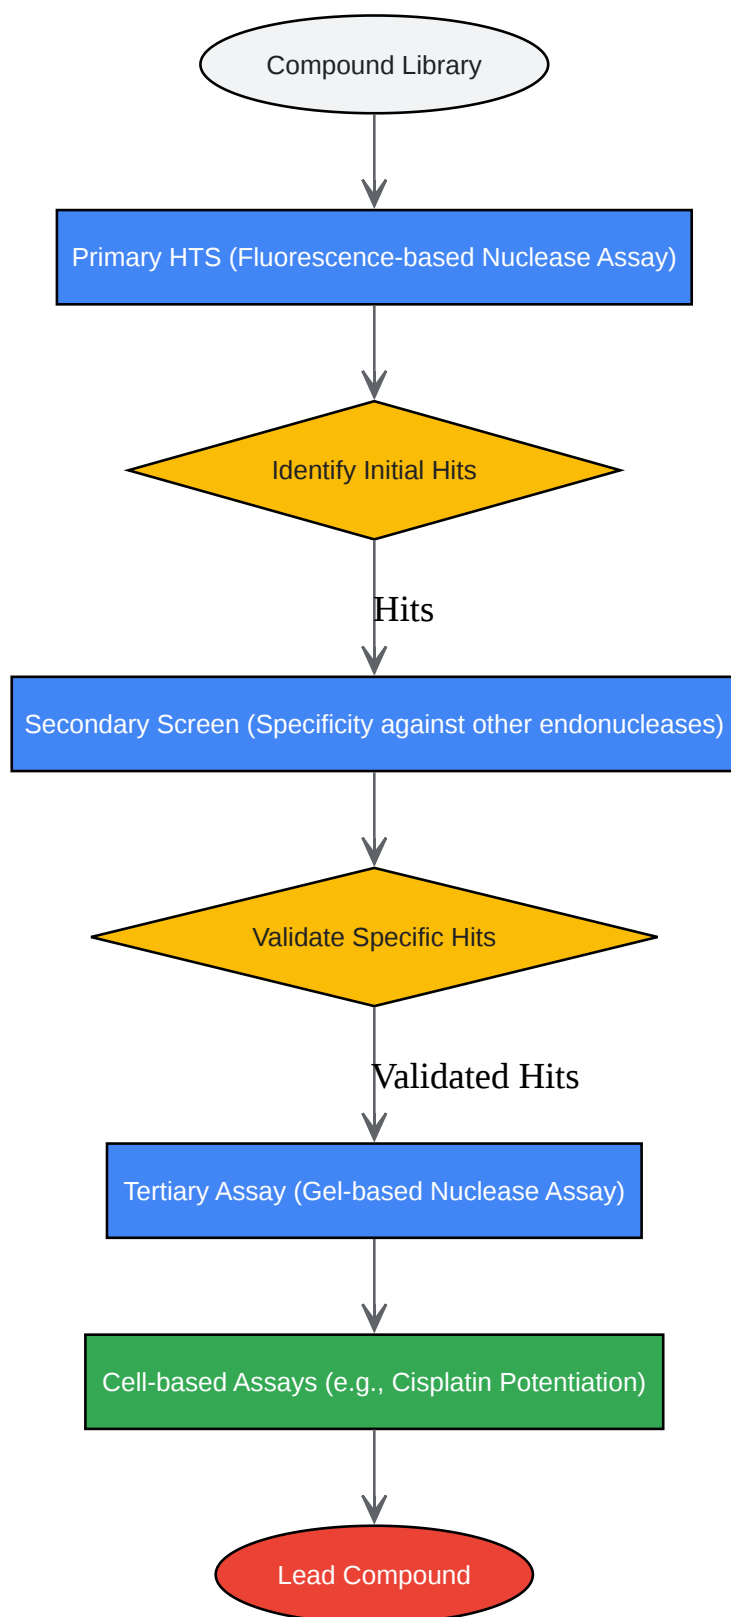 Compound Library
Primary HTS (Fluorescence-based Nuclease Assay)
Identify Initial Hits
Hits
Secondary Screen (Specificity against other endonucleases)
Validate Specific Hits
Validated Hits
Tertiary Assay (Gel-based Nuclease Assay)
Cell-based Assays (e.g., Cisplatin Potentiation)
Lead Compound